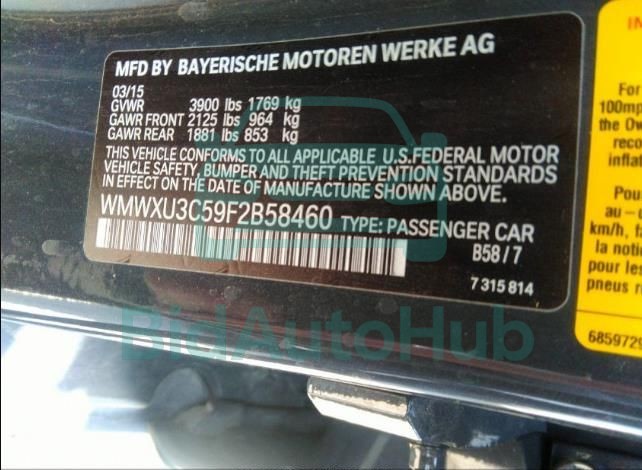 MFD BY BAYERISCHE MOTOREN WERKE AG
03/15
GVWR 3900 lbs 1769 kg
GAWR FRONT 2125 lbs 964 kg
GAWR REAR 1881 lbs 853 kg
THIS VEHICLE CONFORMS TO ALL APPLICABLE U.S.FEDERAL MOTOR
VEHICLE SAFETY, BUMPER AND THEFT PREVENTION STANDARDS
IN EFFECT ON THE DATE OF MANUFACTURE SHOWN ABOVE.
WMWXU3C59F2B58460 TYPE: PASSENGER CAR
B58/7
7 315 814
BidAutoHub
For
100mp
the Ow
reco
inflat
Pour
au-
km/h, f
la noti
pour les
pneus r
6859729